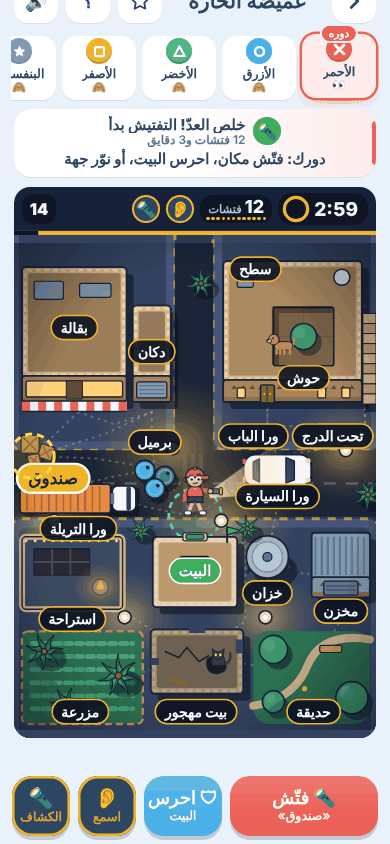 غميضة الحارة
دوره
الأحمر
الأزرق
الأخضر
الأصفر
البنفس
خلص العدّ! التفتيش بدأ
12 فتشات و3 دقايق
دورك: فتّش مكان، احرس البيت، أو نوّر جهة
2:59
12 فتشات
14
سطح
بقالة
دكان
حوش
برميل
ورا الباب
تحت الدرج
صندوق
ورا السيارة
ورا التريلة
البيت
خزان
مخزن
استراحة
مزرعة
بيت مهجور
حديقة
فتّش
«صندوق»
احرس
البيت
اسمع
الكشاف